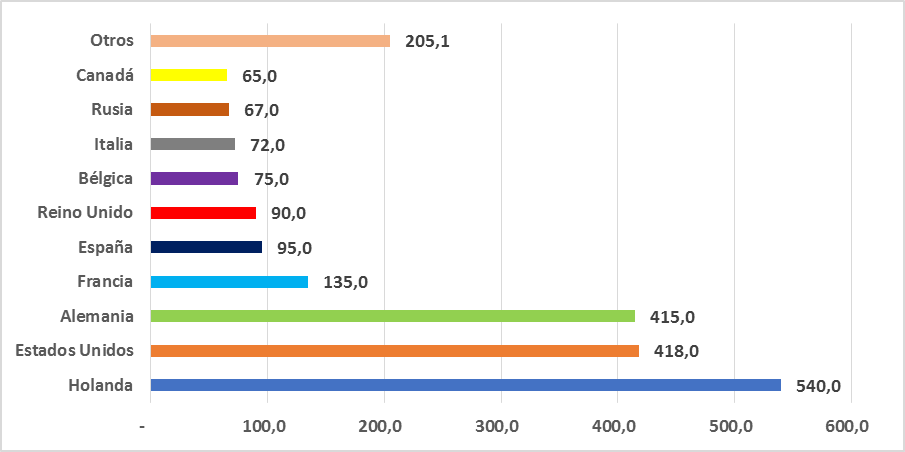 Otros 205,1
Canadá 65,0
Rusia 67,0
Italia 72,0
Bélgica 75,0
Reino Unido 90,0
España 95,0
Francia 135,0
Alemania 415,0
Estados Unidos 418,0
Holanda 540,0
- 100,0 200,0 300,0 400,0 500,0 600,0